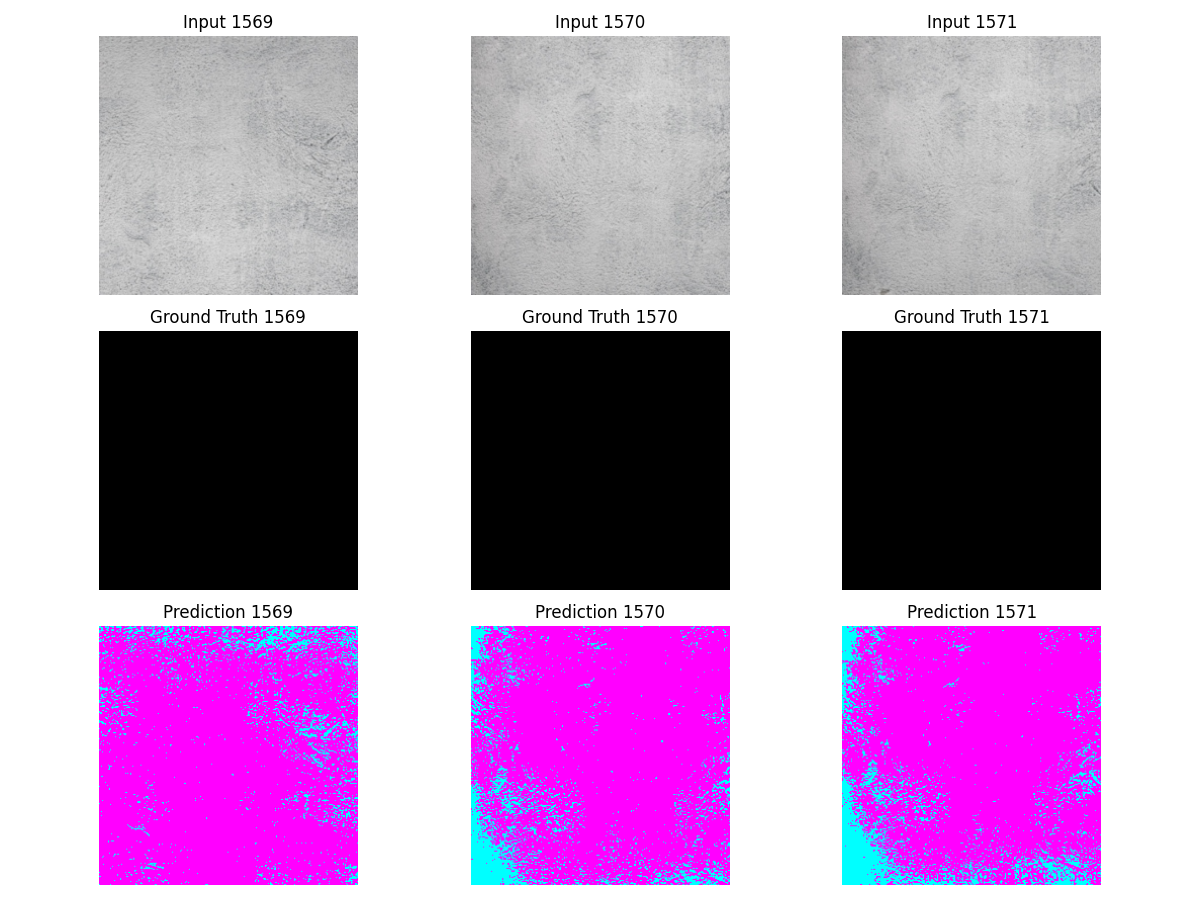 Input 1569
Input 1570
Input 1571
Ground Truth 1569
Ground Truth 1570
Ground Truth 1571
Prediction 1569
Prediction 1570
Prediction 1571